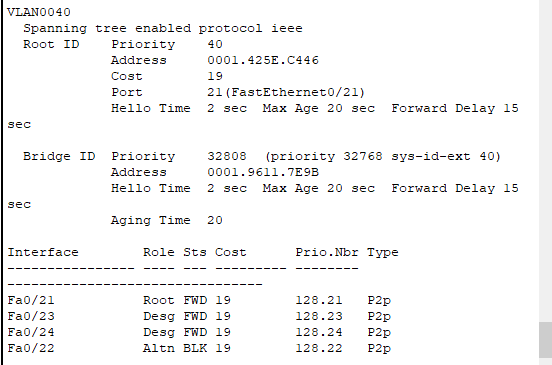 VLAN0040
  Spanning tree enabled protocol ieee
  Root ID    Priority    40
             Address     0001.425E.C446
             Cost        19
             Port        21(FastEthernet0/21)
             Hello Time  2 sec  Max Age 20 sec  Forward Delay 15
sec

  Bridge ID  Priority    32808  (priority 32768 sys-id-ext 40)
             Address     0001.9611.7E9B
             Hello Time  2 sec  Max Age 20 sec  Forward Delay 15
sec
             Aging Time  20

Interface        Role Sts Cost      Prio.Nbr Type
---------------- ---- --- --------- --------
--------------------------------
Fa0/21           Root FWD 19        128.21   P2p
Fa0/23           Desg FWD 19        128.23   P2p
Fa0/24           Desg FWD 19        128.24   P2p
Fa0/22           Altn BLK 19        128.22   P2p